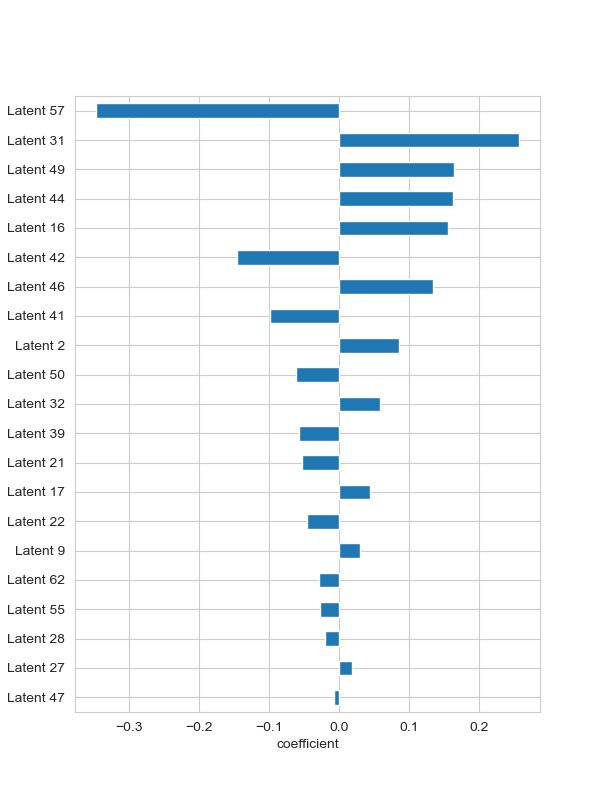 Latent 57
Latent 31
Latent 49
Latent 44
Latent 16
Latent 42
Latent 46
Latent 41
Latent 2
Latent 50
Latent 32
Latent 39
Latent 21
Latent 17
Latent 22
Latent 9
Latent 62
Latent 55
Latent 28
Latent 27
Latent 47
−0.3 −0.2 −0.1 0.0 0.1 0.2
coefficient